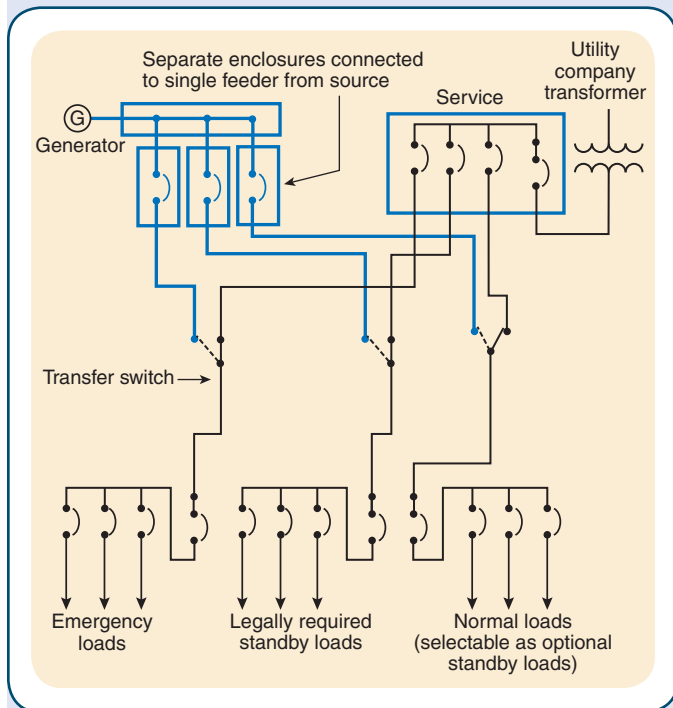 Separate enclosures connected
to single feeder from source
Utility
company
transformer
Service
G
Generator
Transfer switch
Emergency
loads
Legally required
standby loads
Normal loads
(selectable as optional
standby loads)